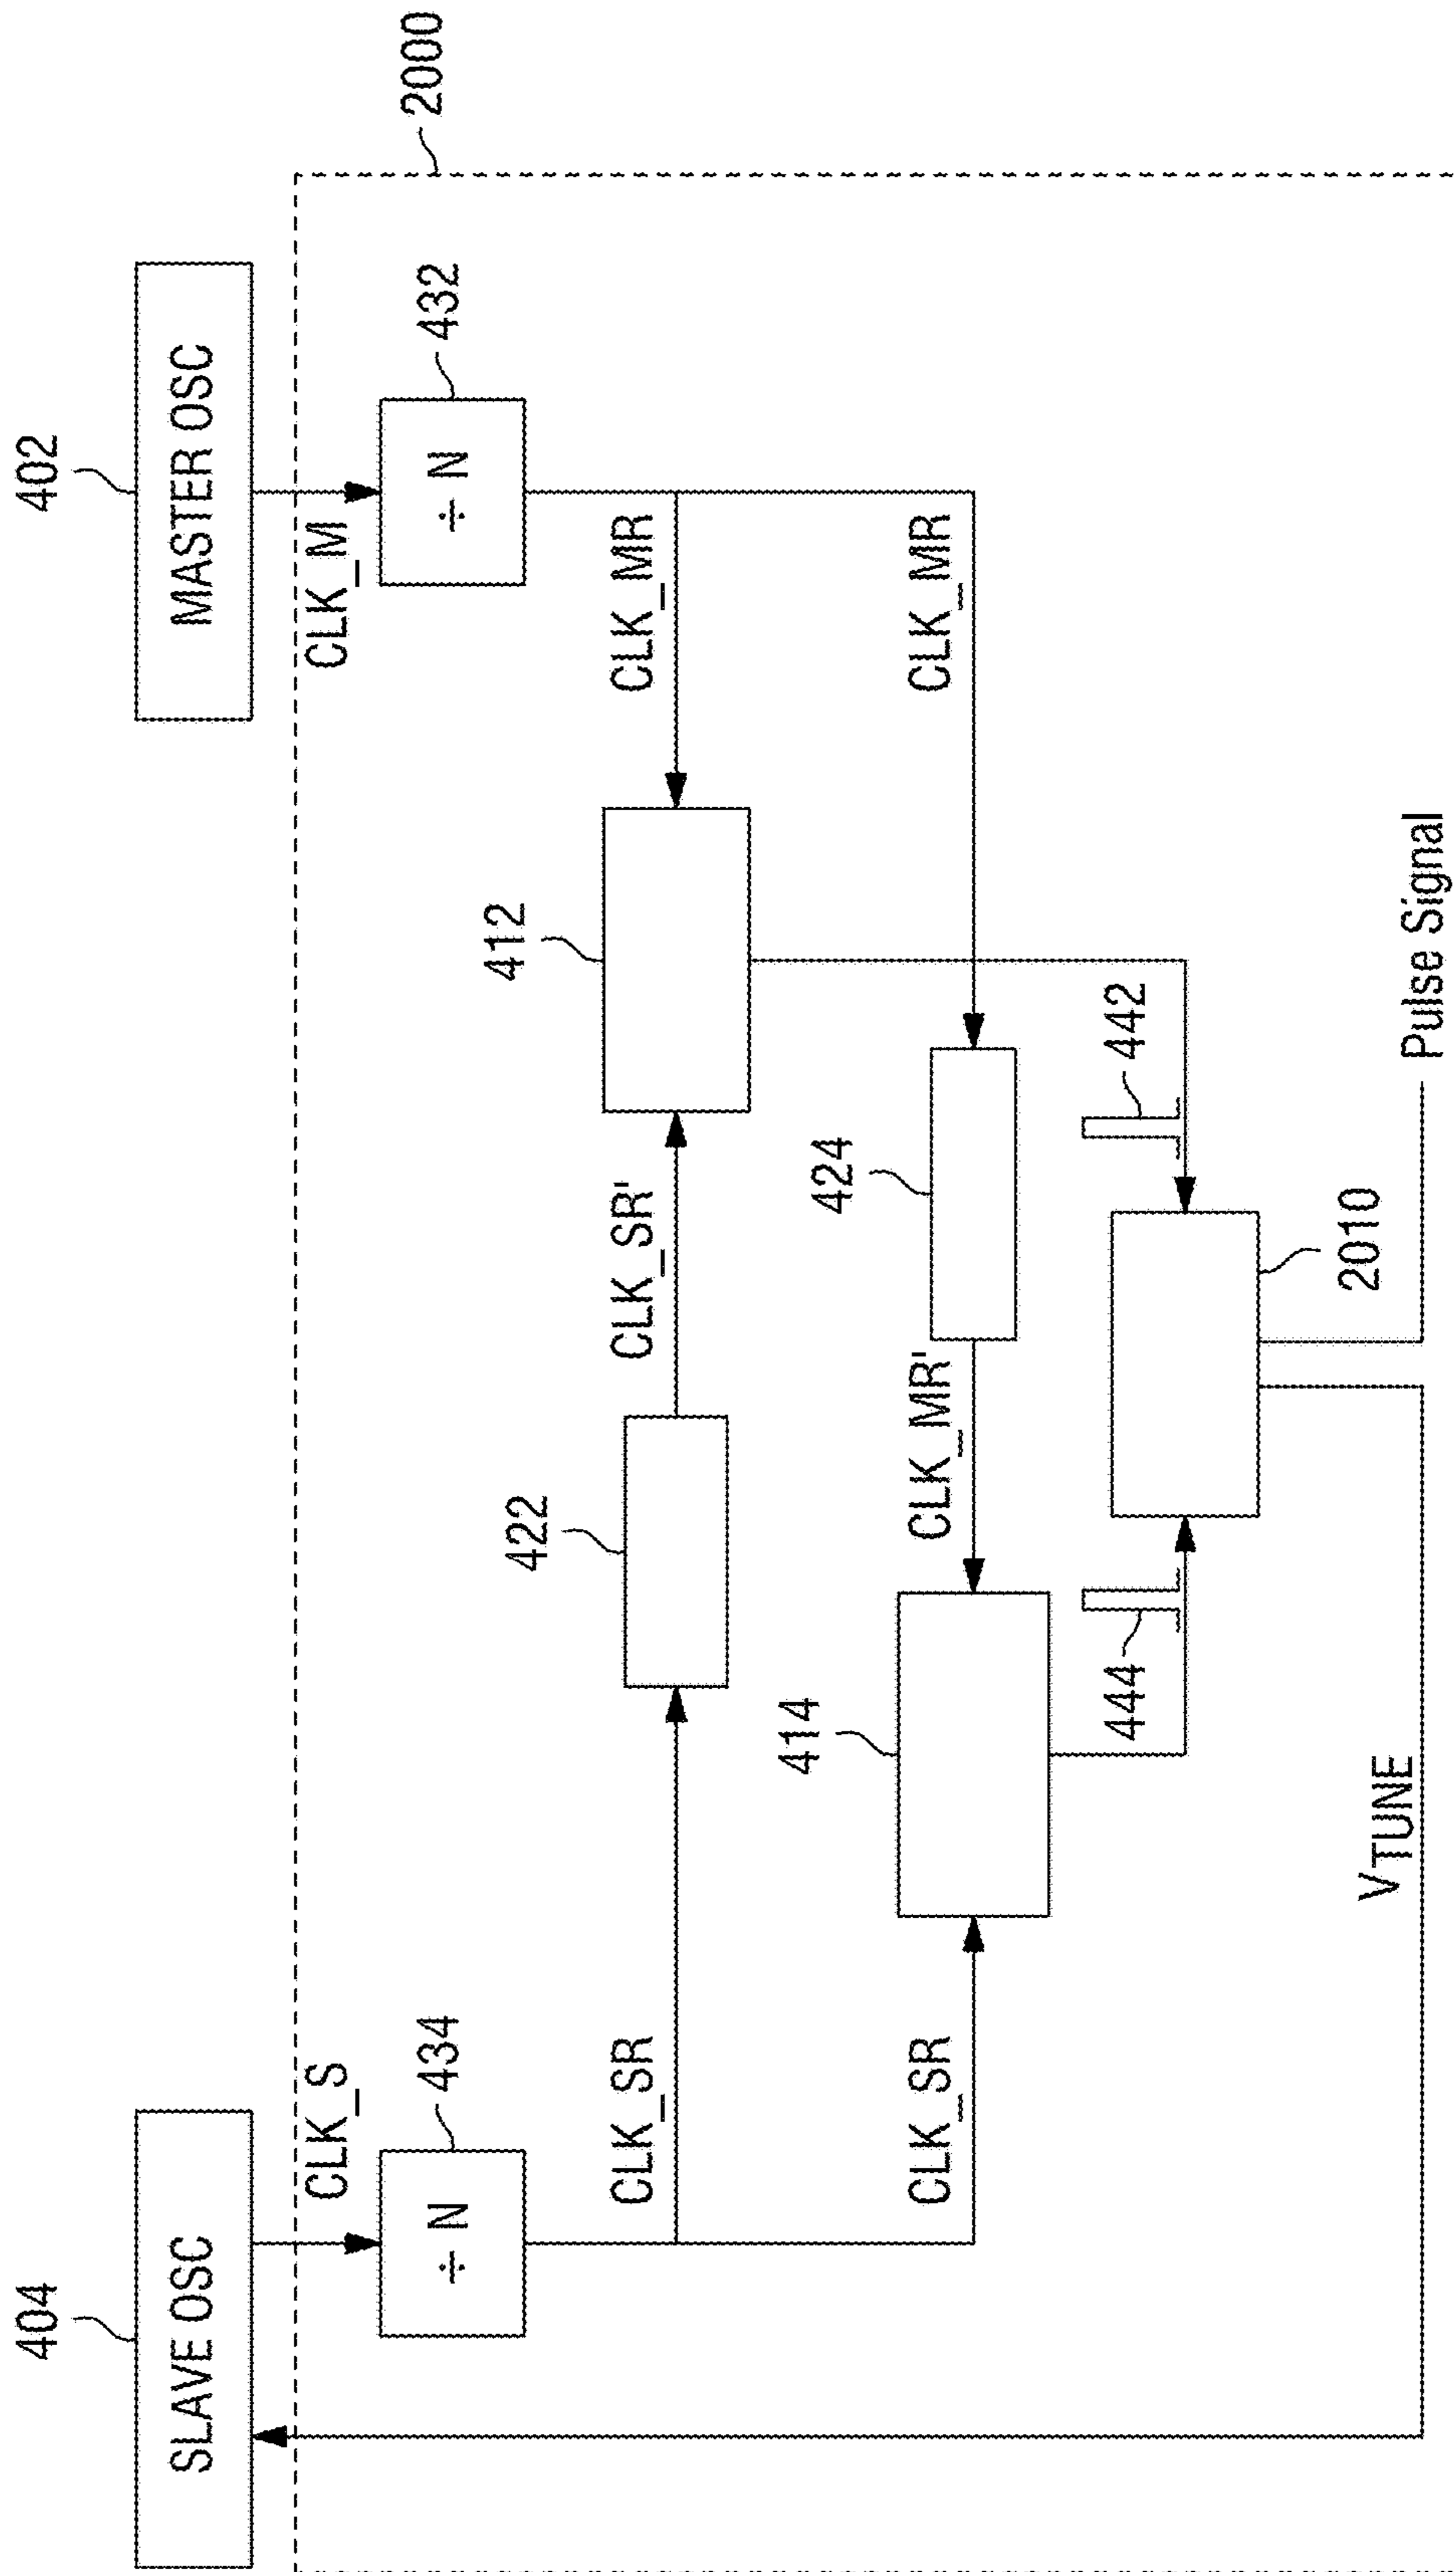 404
402
SLAVE OSC
MASTER OSC
2000
CLK_S
CLK_M
÷ N
434
÷ N
432
422
412
CLK_SR
CLK_SR'
CLK_MR
414
424
CLK_SR
CLK_MR'
CLK_MR
444
442
2010
VTUNE
Pulse Signal